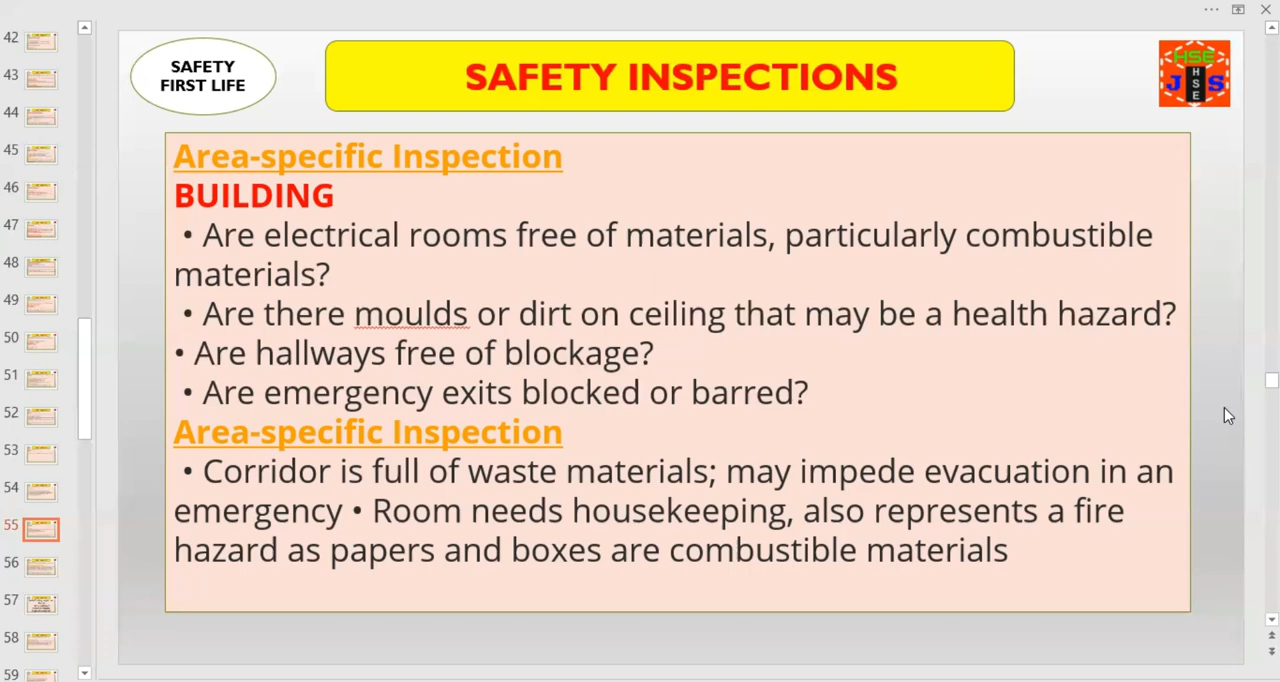 42
43
44
45
46
47
48
49
50
51
52
53
54
55
56
57
58
59
SAFETY
FIRST LIFE
SAFETY INSPECTIONS
HSE
J HSE S
Area-specific Inspection
BUILDING
• Are electrical rooms free of materials, particularly combustible
materials?
• Are there moulds or dirt on ceiling that may be a health hazard?
• Are hallways free of blockage?
• Are emergency exits blocked or barred?
Area-specific Inspection
• Corridor is full of waste materials; may impede evacuation in an
emergency • Room needs housekeeping, also represents a fire
hazard as papers and boxes are combustible materials